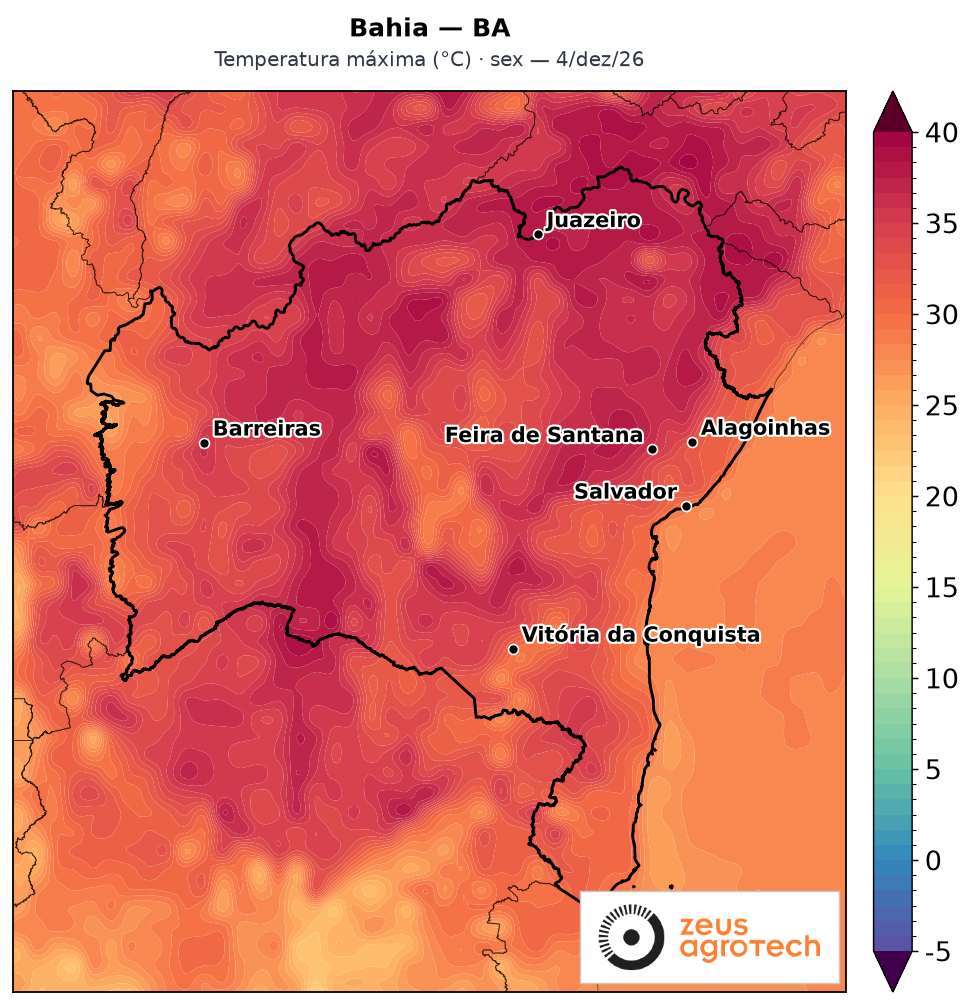 Bahia — BA
Temperatura máxima (°C) · sex — 4/dez/26
40
35
30
25
20
15
10
5
0
-5
Juazeiro
Barreiras
Feira de Santana
Alagoinhas
Salvador
Vitória da Conquista
zeus
agrotech